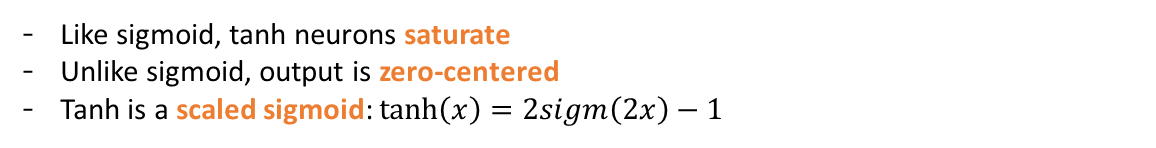 - Like sigmoid, tanh neurons saturate
- Unlike sigmoid, output is zero-centered
- Tanh is a scaled sigmoid: tanh(x) = 2sigm(2x) − 1